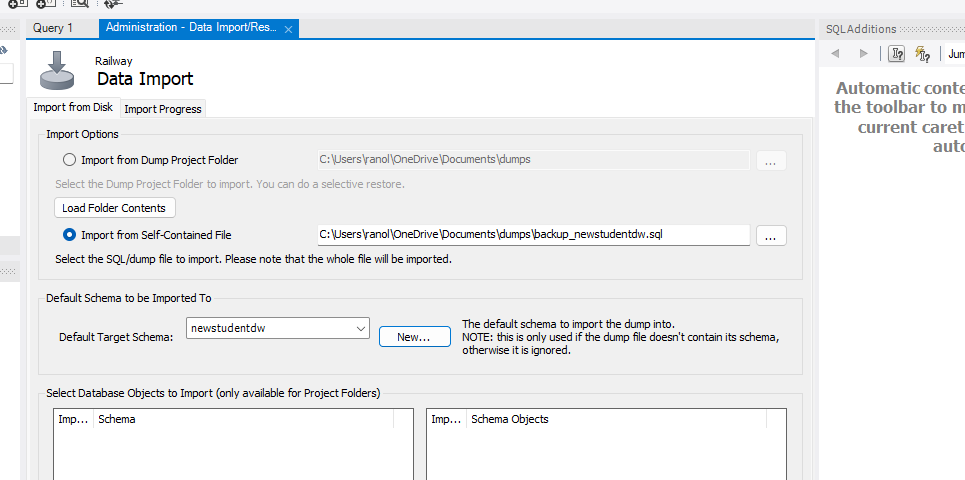 Query 1
Administration - Data Import/Res...
SQLAdditions
Jum
Railway
Data Import
Automatic conte
the toolbar to m
current caret
auto
Import from Disk
Import Progress
Import Options
Import from Dump Project Folder
C:\Users\ranol\OneDrive\Documents\dumps
...
Select the Dump Project Folder to import. You can do a selective restore.
Load Folder Contents
Import from Self-Contained File
C:\Users\ranol\OneDrive\Documents\dumps\backup_newstudentdw.sql
...
Select the SQL/dump file to import. Please note that the whole file will be imported.
Default Schema to be Imported To
Default Target Schema:
newstudentdw
New...
The default schema to import the dump into.
NOTE: this is only used if the dump file doesn't contain its schema,
otherwise it is ignored.
Select Database Objects to Import (only available for Project Folders)
Imp... Schema
Imp... Schema Objects